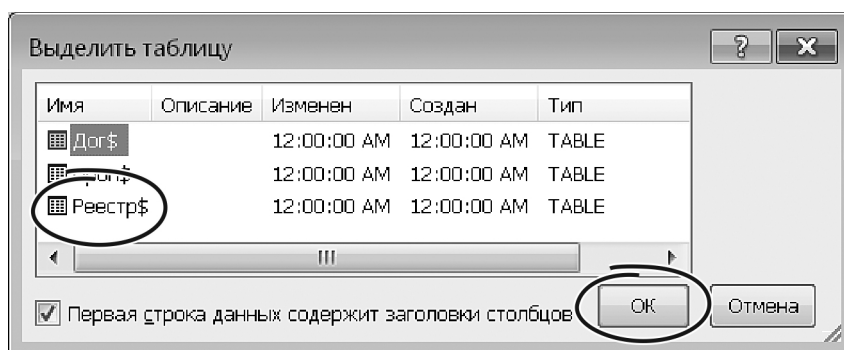 Выделить таблицу
Имя Описание Изменен Создан Тип
Дог$ 12:00:00 AM 12:00:00 AM TABLE
12:00:00 AM 12:00:00 AM TABLE
Реестр$ 12:00:00 AM 12:00:00 AM TABLE
Первая строка данных содержит заголовки столбцов ОК Отмена